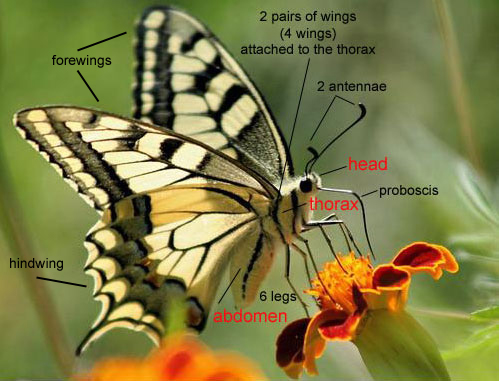 2 pairs of wings
(4 wings)
attached to the thorax
forewings
2 antennae
head
proboscis
thorax
hindwing
6 legs
abdomen